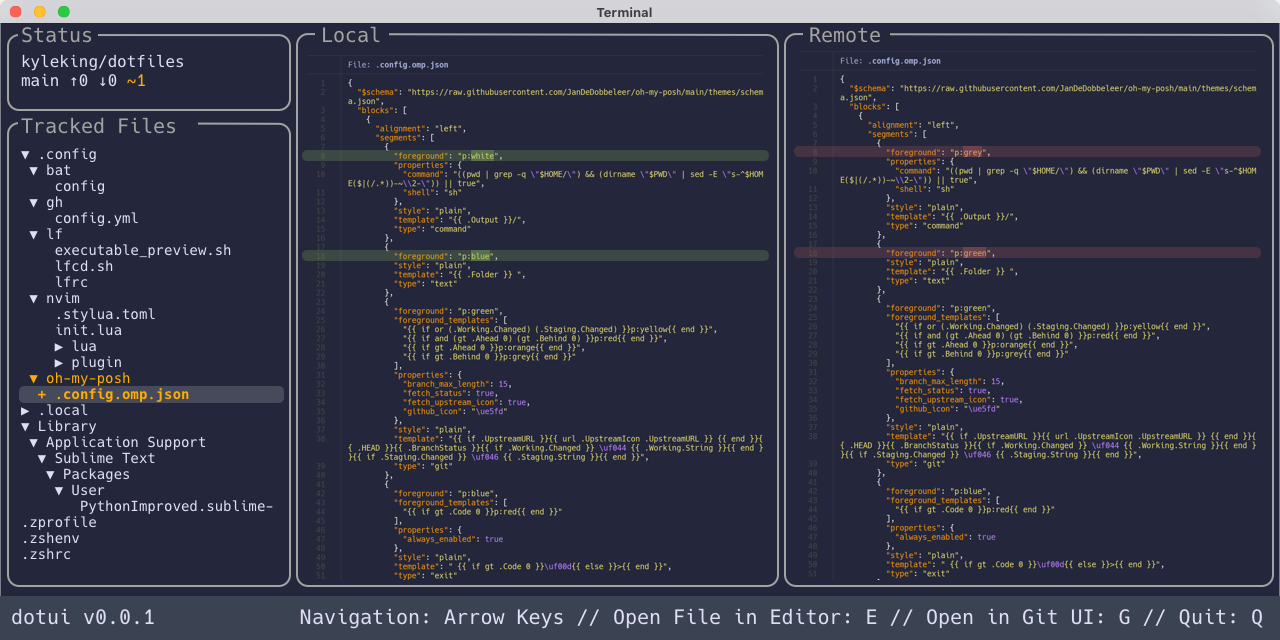 Terminal
Status
kyleking/dotfiles
main ↑0 ↓0 ~1
Tracked Files
▼ .config
▼ bat
config
▼ gh
config.yml
▼ lf
executable_preview.sh
lfcd.sh
lfrc
▼ nvim
.stylua.toml
init.lua
▶ lua
▶ plugin
▼ oh-my-posh
+ .config.omp.json
▶ .local
▼ Library
▼ Application Support
▼ Sublime Text
▼ Packages
▼ User
PythonImproved.sublime-
.zprofile
.zshenv
.zshrc
Local
File: .config.omp.json
1 {
2 "$schema": "https://raw.githubusercontent.com/JanDeDobbeleer/oh-my-posh/main/themes/schem
a.json",
3 "blocks": [
4 {
5 "alignment": "left",
6 "segments": [
7 {
8 "foreground": "p:white",
9 "properties": {
10 "command": "((pwd | grep -q \"$HOME/\") && (dirname \"$PWD\" | sed -E \"s-^$HOM
E($|(/.*))-~\\2-\")) || true",
11 "shell": "sh"
12 },
13 "style": "plain",
14 "template": "{{ .Output }}/",
15 "type": "command"
16 },
17 {
18 "foreground": "p:blue",
19 "style": "plain",
20 "template": "{{ .Folder }} ",
21 "type": "text"
22 },
23 {
24 "foreground": "p:green",
25 "foreground_templates": [
26 "{{ if or (.Working.Changed) (.Staging.Changed) }}p:yellow{{ end }}",
27 "{{ if and (gt .Ahead 0) (gt .Behind 0) }}p:red{{ end }}",
28 "{{ if gt .Ahead 0 }}p:orange{{ end }}",
29 "{{ if gt .Behind 0 }}p:grey{{ end }}"
30 ],
31 "properties": {
32 "branch_max_length": 15,
33 "fetch_status": true,
34 "fetch_upstream_icon": true,
35 "github_icon": "\ue5fd"
36 },
37 "style": "plain",
38 "template": "{{ if .UpstreamURL }}{{ url .UpstreamIcon .UpstreamURL }} {{ end }}{
{ .HEAD }}{{ .BranchStatus }}{{ if .Working.Changed }} \uf044 {{ .Working.String }}{{ end }
}{{ if .Staging.Changed }} \uf046 {{ .Staging.String }}{{ end }}",
39 "type": "git"
40 },
41 {
42 "foreground": "p:blue",
43 "foreground_templates": [
44 "{{ if gt .Code 0 }}p:red{{ end }}"
45 ],
46 "properties": {
47 "always_enabled": true
48 },
49 "style": "plain",
50 "template": " {{ if gt .Code 0 }}\uf00d{{ else }}>{{ end }}",
51 "type": "exit"
Remote
File: .config.omp.json
1 {
2 "$schema": "https://raw.githubusercontent.com/JanDeDobbeleer/oh-my-posh/main/themes/schem
a.json",
3 "blocks": [
4 {
5 "alignment": "left",
6 "segments": [
7 {
8 "foreground": "p:grey",
9 "properties": {
10 "command": "((pwd | grep -q \"$HOME/\") && (dirname \"$PWD\" | sed -E \"s-^$HOM
E($|(/.*))-~\\2-\")) || true",
11 "shell": "sh"
12 },
13 "style": "plain",
14 "template": "{{ .Output }}/",
15 "type": "command"
16 },
17 {
18 "foreground": "p:green",
19 "style": "plain",
20 "template": "{{ .Folder }} ",
21 "type": "text"
22 },
23 {
24 "foreground": "p:green",
25 "foreground_templates": [
26 "{{ if or (.Working.Changed) (.Staging.Changed) }}p:yellow{{ end }}",
27 "{{ if and (gt .Ahead 0) (gt .Behind 0) }}p:red{{ end }}",
28 "{{ if gt .Ahead 0 }}p:orange{{ end }}",
29 "{{ if gt .Behind 0 }}p:grey{{ end }}"
30 ],
31 "properties": {
32 "branch_max_length": 15,
33 "fetch_status": true,
34 "fetch_upstream_icon": true,
35 "github_icon": "\ue5fd"
36 },
37 "style": "plain",
38 "template": "{{ if .UpstreamURL }}{{ url .UpstreamIcon .UpstreamURL }} {{ end }}{
{ .HEAD }}{{ .BranchStatus }}{{ if .Working.Changed }} \uf044 {{ .Working.String }}{{ end }
}{{ if .Staging.Changed }} \uf046 {{ .Staging.String }}{{ end }}",
39 "type": "git"
40 },
41 {
42 "foreground": "p:blue",
43 "foreground_templates": [
44 "{{ if gt .Code 0 }}p:red{{ end }}"
45 ],
46 "properties": {
47 "always_enabled": true
48 },
49 "style": "plain",
50 "template": " {{ if gt .Code 0 }}\uf00d{{ else }}>{{ end }}",
51 "type": "exit"
dotui v0.0.1
Navigation: Arrow Keys // Open File in Editor: E // Open in Git UI: G // Quit: Q